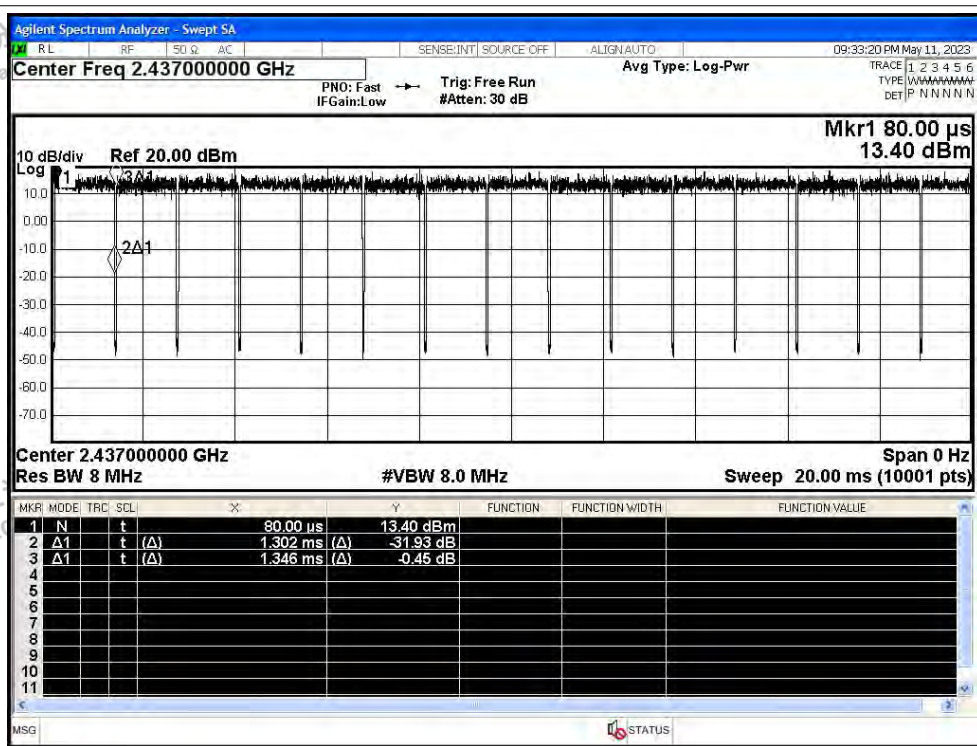 Agilent Spectrum Analyzer - Swept SA
RL RF 50 Ω AC SENSE:INT SOURCE OFF ALIGN AUTO 09:33:20 PM May 11, 2023
Center Freq 2.437000000 GHz
PNO: Fast
IFGain:Low
Trig: Free Run
#Atten: 30 dB
Avg Type: Log-Pwr
TRACE 1 2 3 4 5 6
TYPE
DET P N N N N N
Mkr1 80.00 µs
13.40 dBm
10 dB/div Ref 20.00 dBm
Log
1
3Δ1
10.0
0.00
2Δ1
-10.0
-20.0
-30.0
-40.0
-50.0
-60.0
-70.0
Center 2.437000000 GHz Span 0 Hz
Res BW 8 MHz #VBW 8.0 MHz Sweep 20.00 ms (10001 pts)
MKR MODE TRC SCL X Y FUNCTION FUNCTION WIDTH FUNCTION VALUE
1 N t 80.00 µs 13.40 dBm
2 Δ1 t (Δ) 1.302 ms (Δ) -31.93 dB
3 Δ1 t (Δ) 1.346 ms (Δ) -0.45 dB
4
5
6
7
8
9
10
11
MSG STATUS